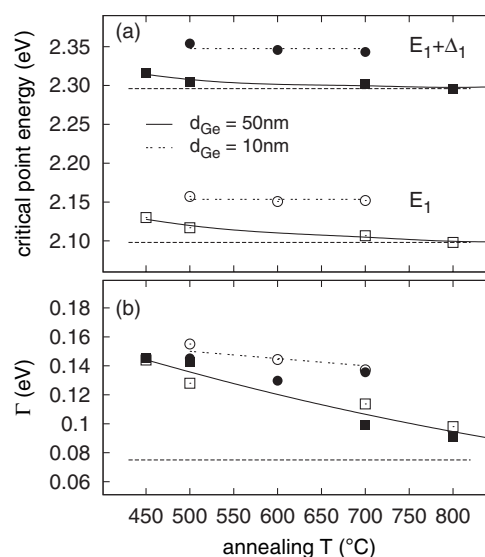 (a)
E1+Δ1
2.35
2.30
2.25
2.20
2.15
2.10
critical point energy (eV)
dGe = 50nm
dGe = 10nm
E1
(b)
0.18
0.16
0.14
0.12
0.1
0.08
0.06
Γ (eV)
450 500 550 600 650 700 750 800
annealing T (°C)